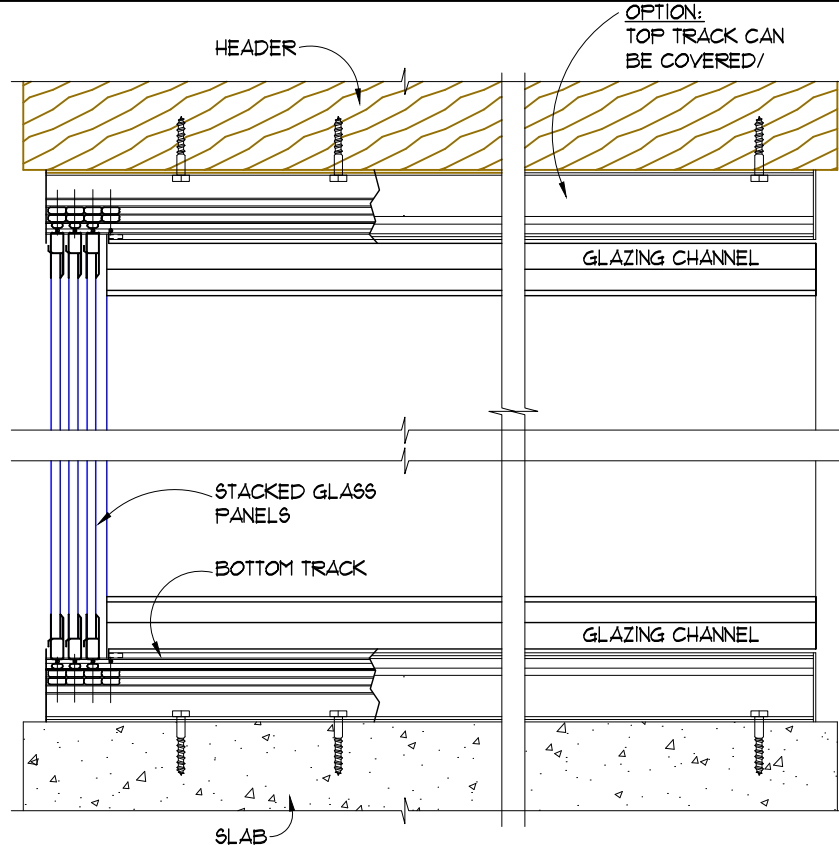 OPTION:
TOP TRACK CAN
BE COVERED/
HEADER
GLAZING CHANNEL
STACKED GLASS
PANELS
BOTTOM TRACK
GLAZING CHANNEL
SLAB